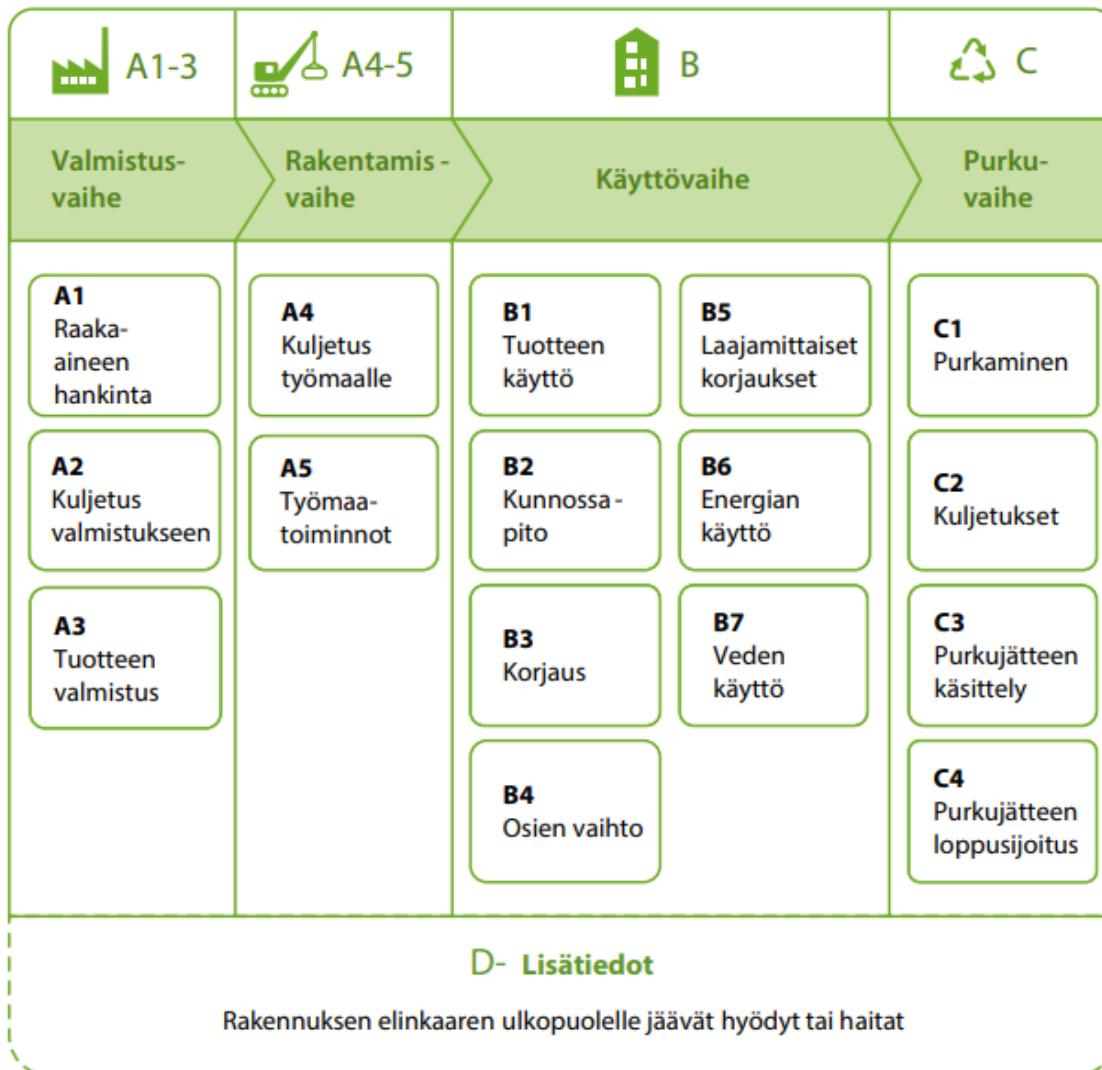 A1-3
A4-5
B
C
Valmistus-
vaihe
Rakentamis -
vaihe
Käyttövaihe
Purku-
vaihe
A1
Raaka-
aineen
hankinta
A2
Kuljetus
valmistukseen
A3
Tuotteen
valmistus
A4
Kuljetus
työmaalle
A5
Työmaa-
toiminnot
B1
Tuotteen
käyttö
B2
Kunnossa -
pito
B3
Korjaus
B4
Osien vaihto
B5
Laajamittaiset
korjaukset
B6
Energian
käyttö
B7
Veden
käyttö
C1
Purkaminen
C2
Kuljetukset
C3
Purkujätteen
käsittely
C4
Purkujätteen
loppusijoitus
D- Lisätiedot
Rakennuksen elinkaaren ulkopuolelle jäävät hyödyt tai haitat